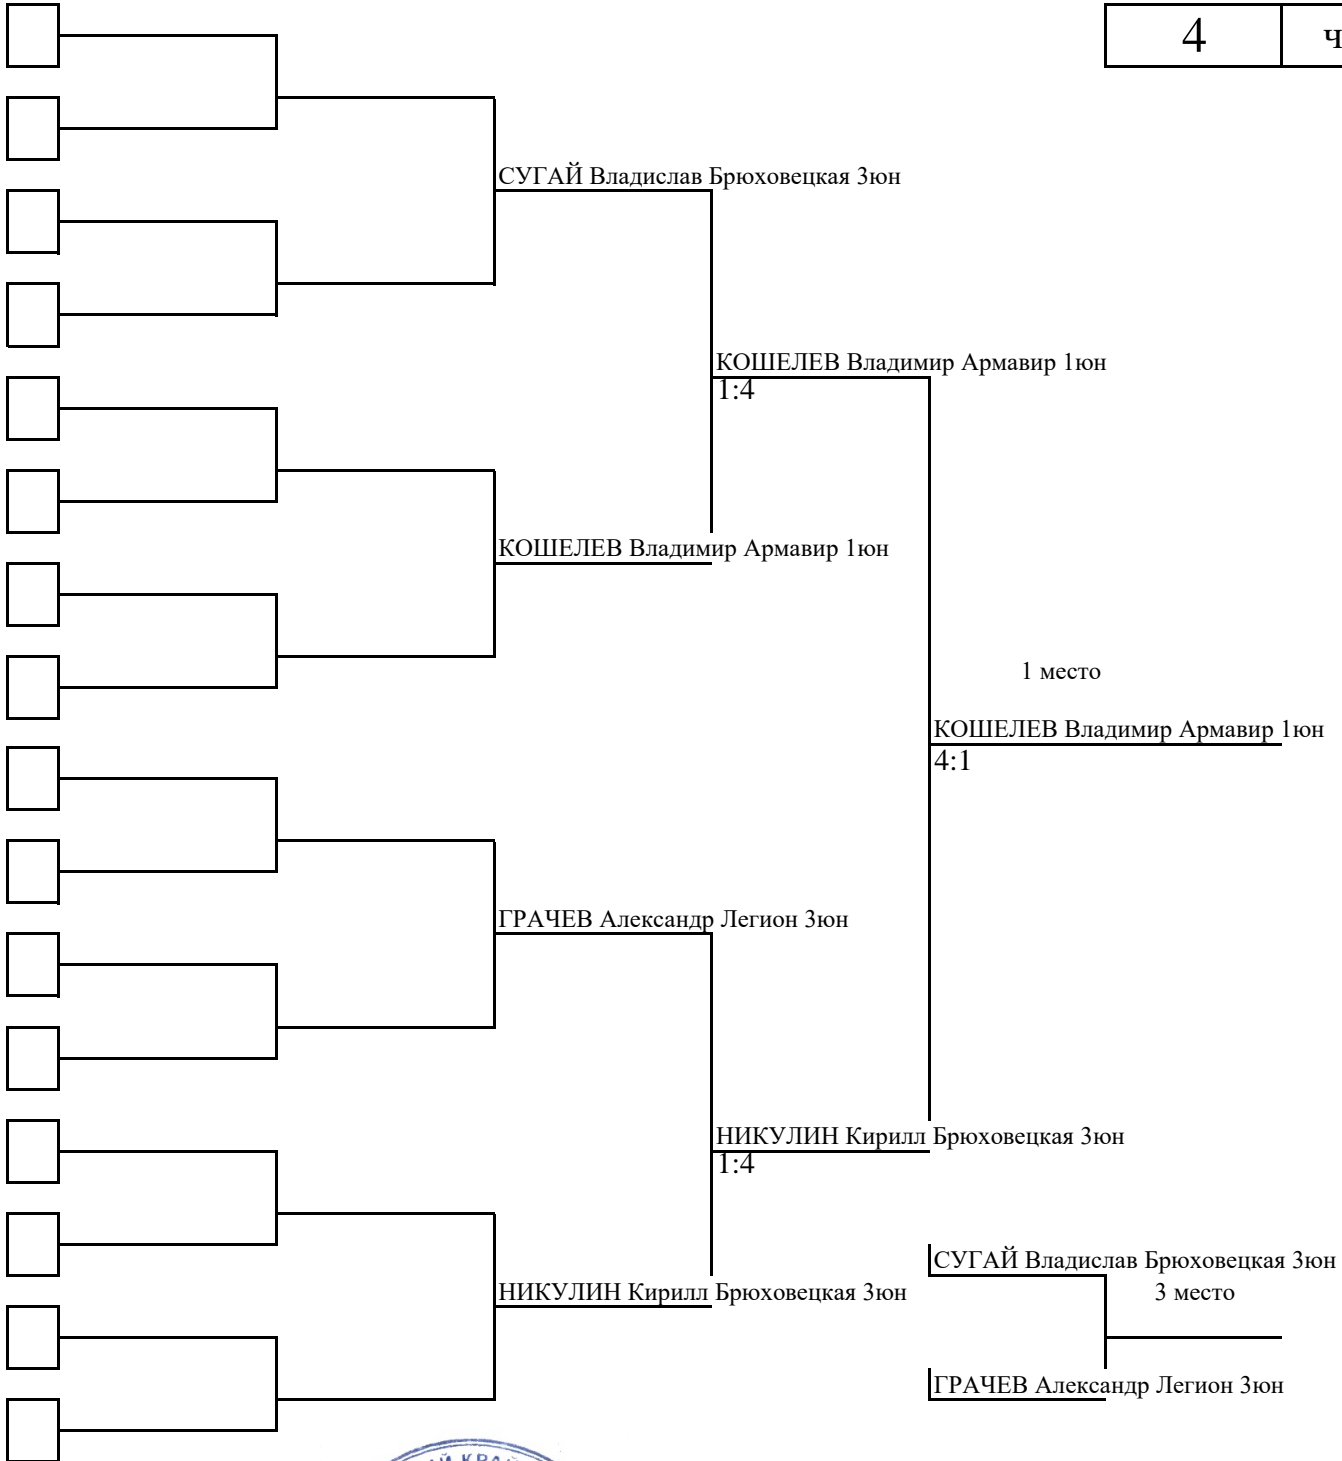 4
СУГАЙ Владислав Брюховецкая 3юн
КОШЕЛЕВ Владимир Армавир 1юн
1:4
КОШЕЛЕВ Владимир Армавир 1юн
1 место
КОШЕЛЕВ Владимир Армавир 1юн
4:1
ГРАЧЕВ Александр Легион 3юн
НИКУЛИН Кирилл Брюховецкая 3юн
1:4
СУГАЙ Владислав Брюховецкая 3юн
НИКУЛИН Кирилл Брюховецкая 3юн
3 место
ГРАЧЕВ Александр Легион 3юн